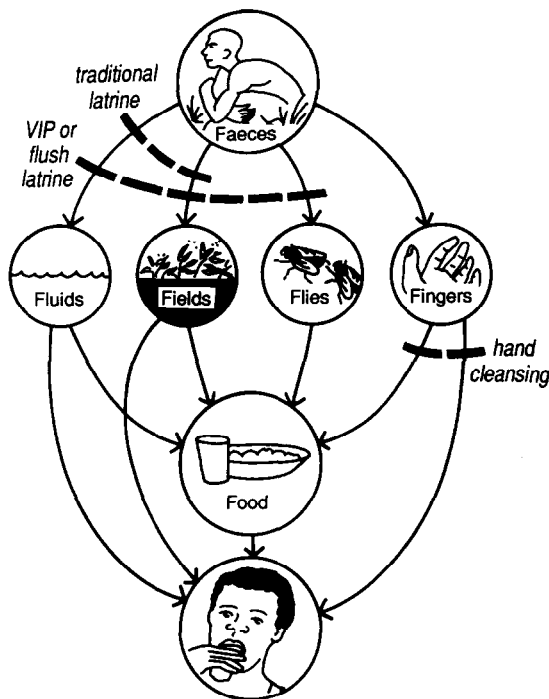 Faeces
traditional
latrine
VIP or
flush
latrine
Fluids
Fields
Flies
Fingers
hand
cleansing
Food